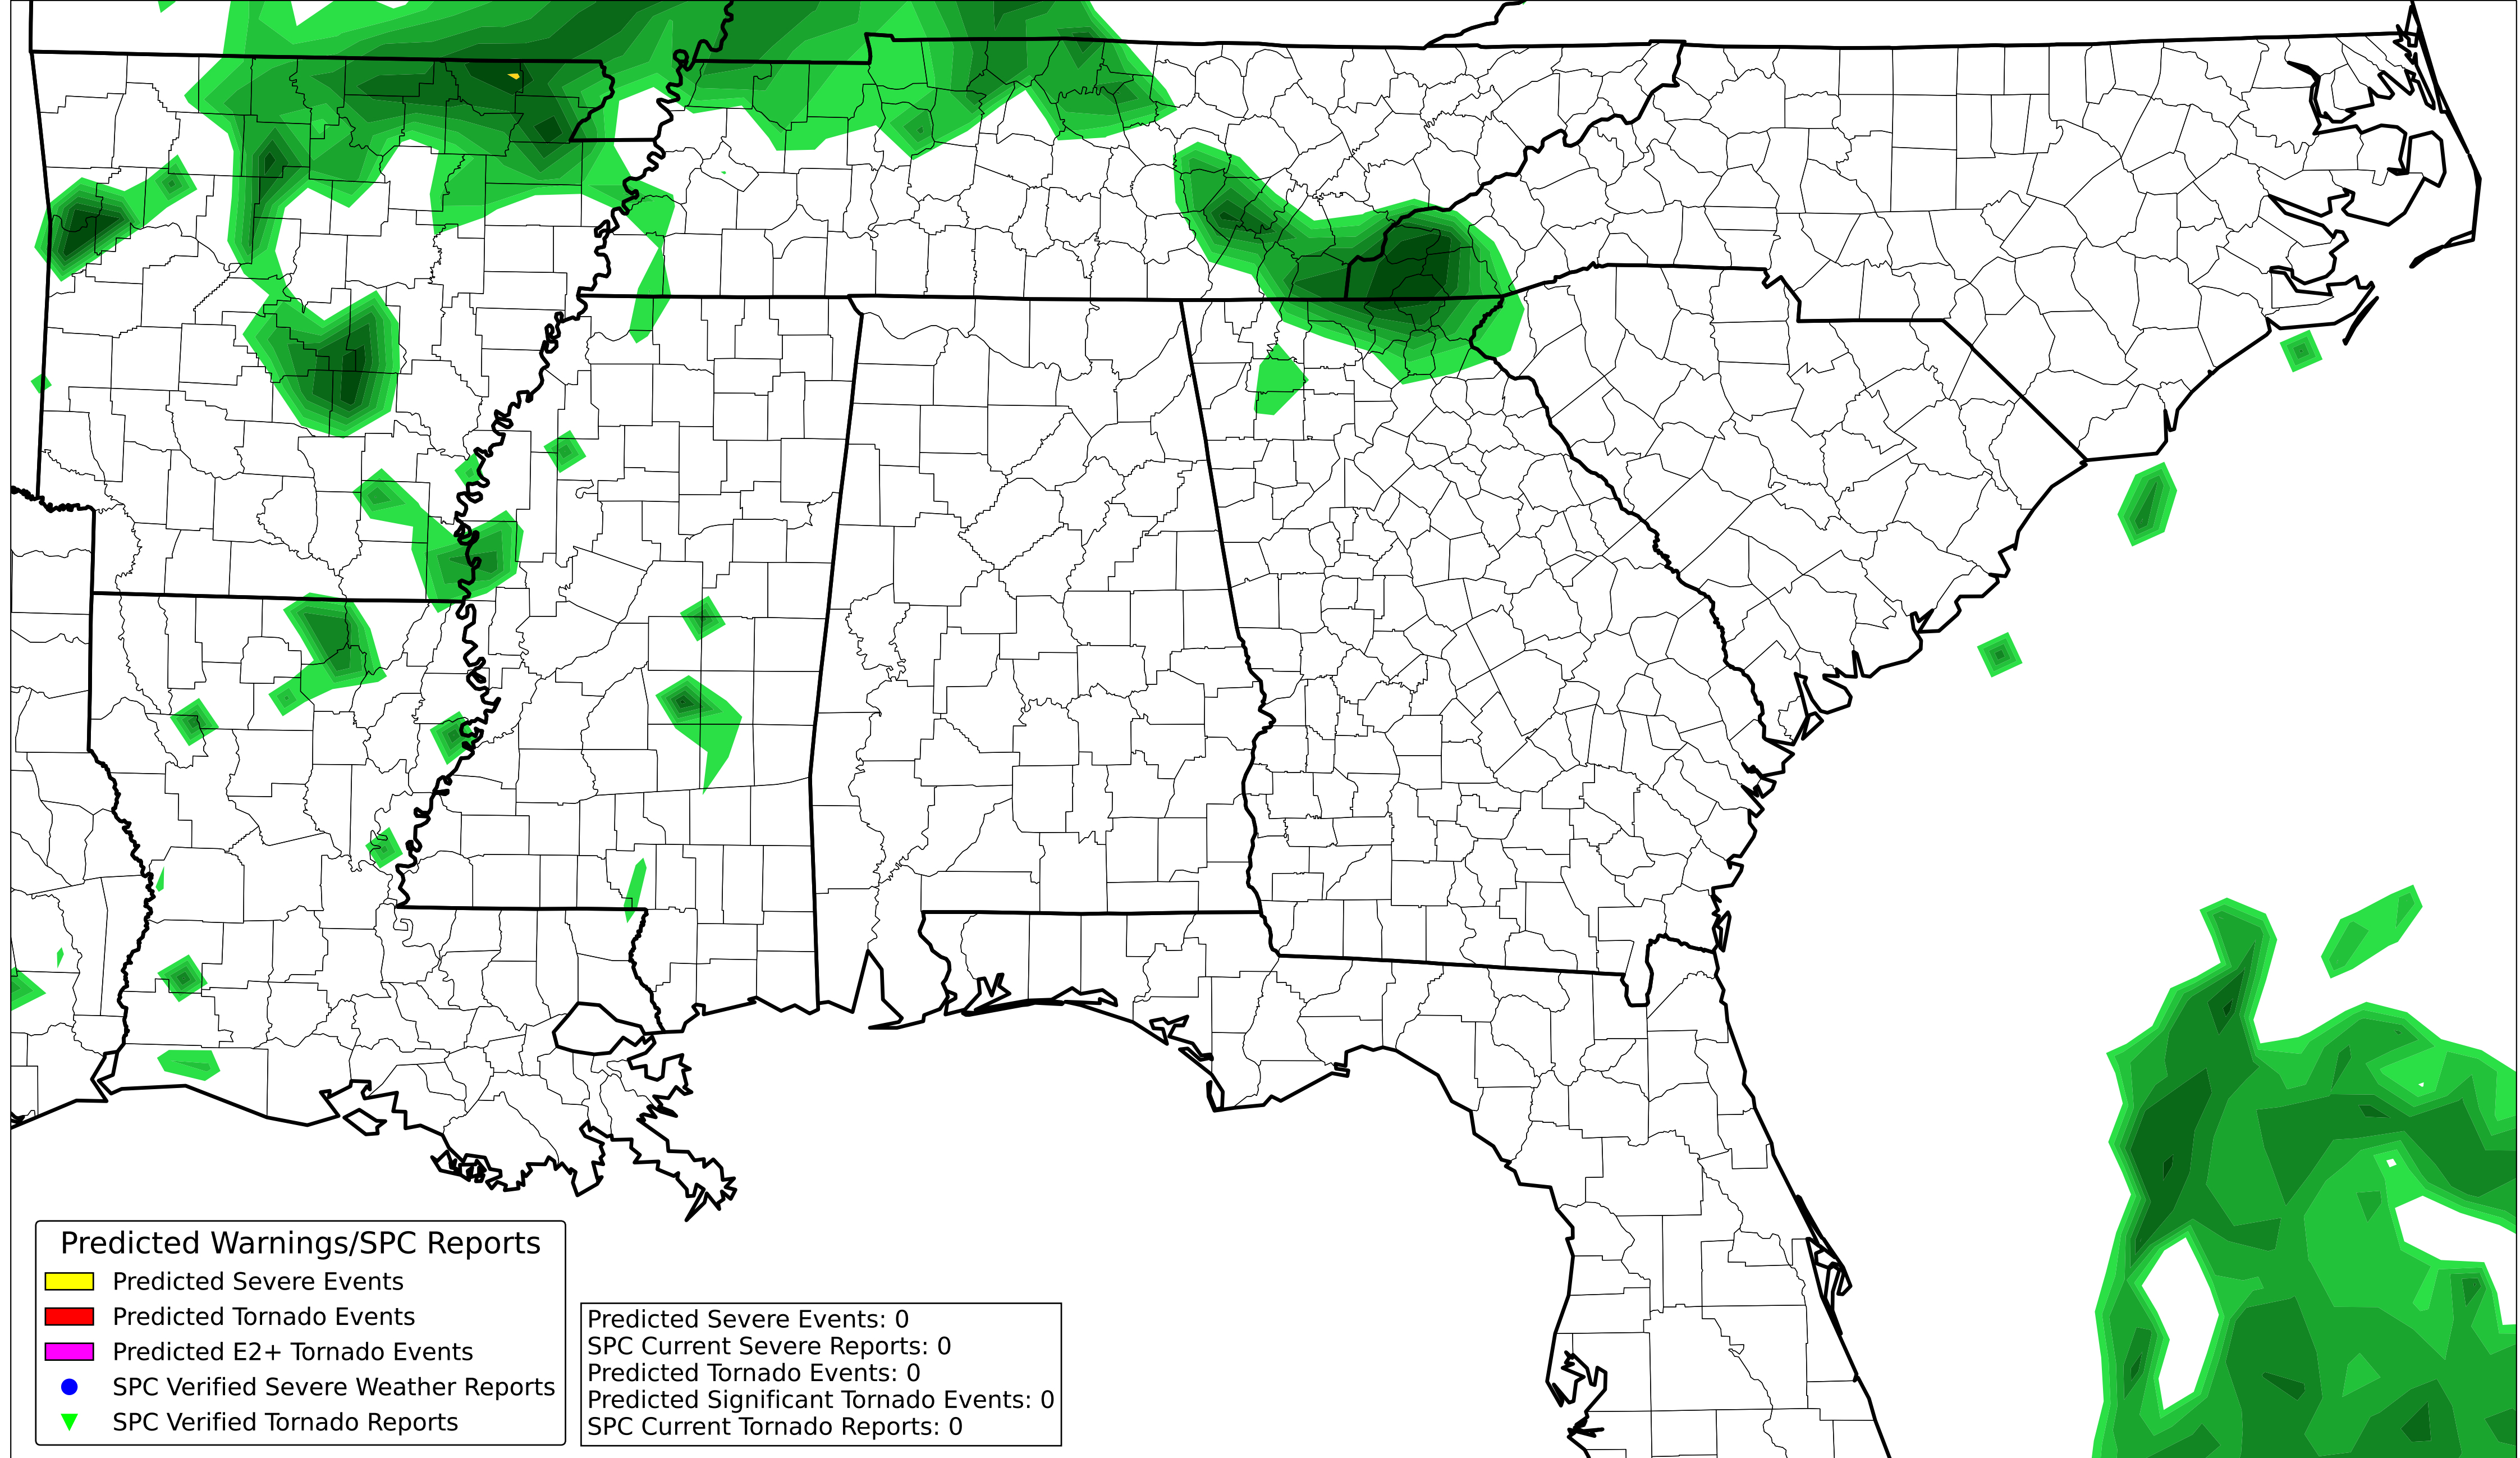 Predicted Warnings/SPC Reports
Predicted Severe Events
Predicted Tornado Events
Predicted E2+ Tornado Events
SPC Verified Severe Weather Reports
SPC Verified Tornado Reports
Predicted Severe Events: 0
SPC Current Severe Reports: 0
Predicted Tornado Events: 0
Predicted Significant Tornado Events: 0
SPC Current Tornado Reports: 0